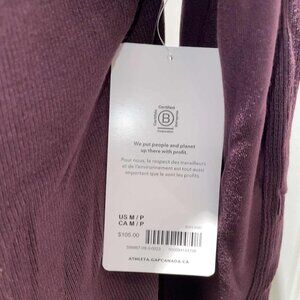 Certified
B
Corporation
We put people and planet
up there with profit.
Pour nous, le respect des travailleurs
et de l'environnement est tout aussi
important que le sont les profits.
US M / P
CA M / P
$105.00
ATHLETA.GAPCANADA.CA